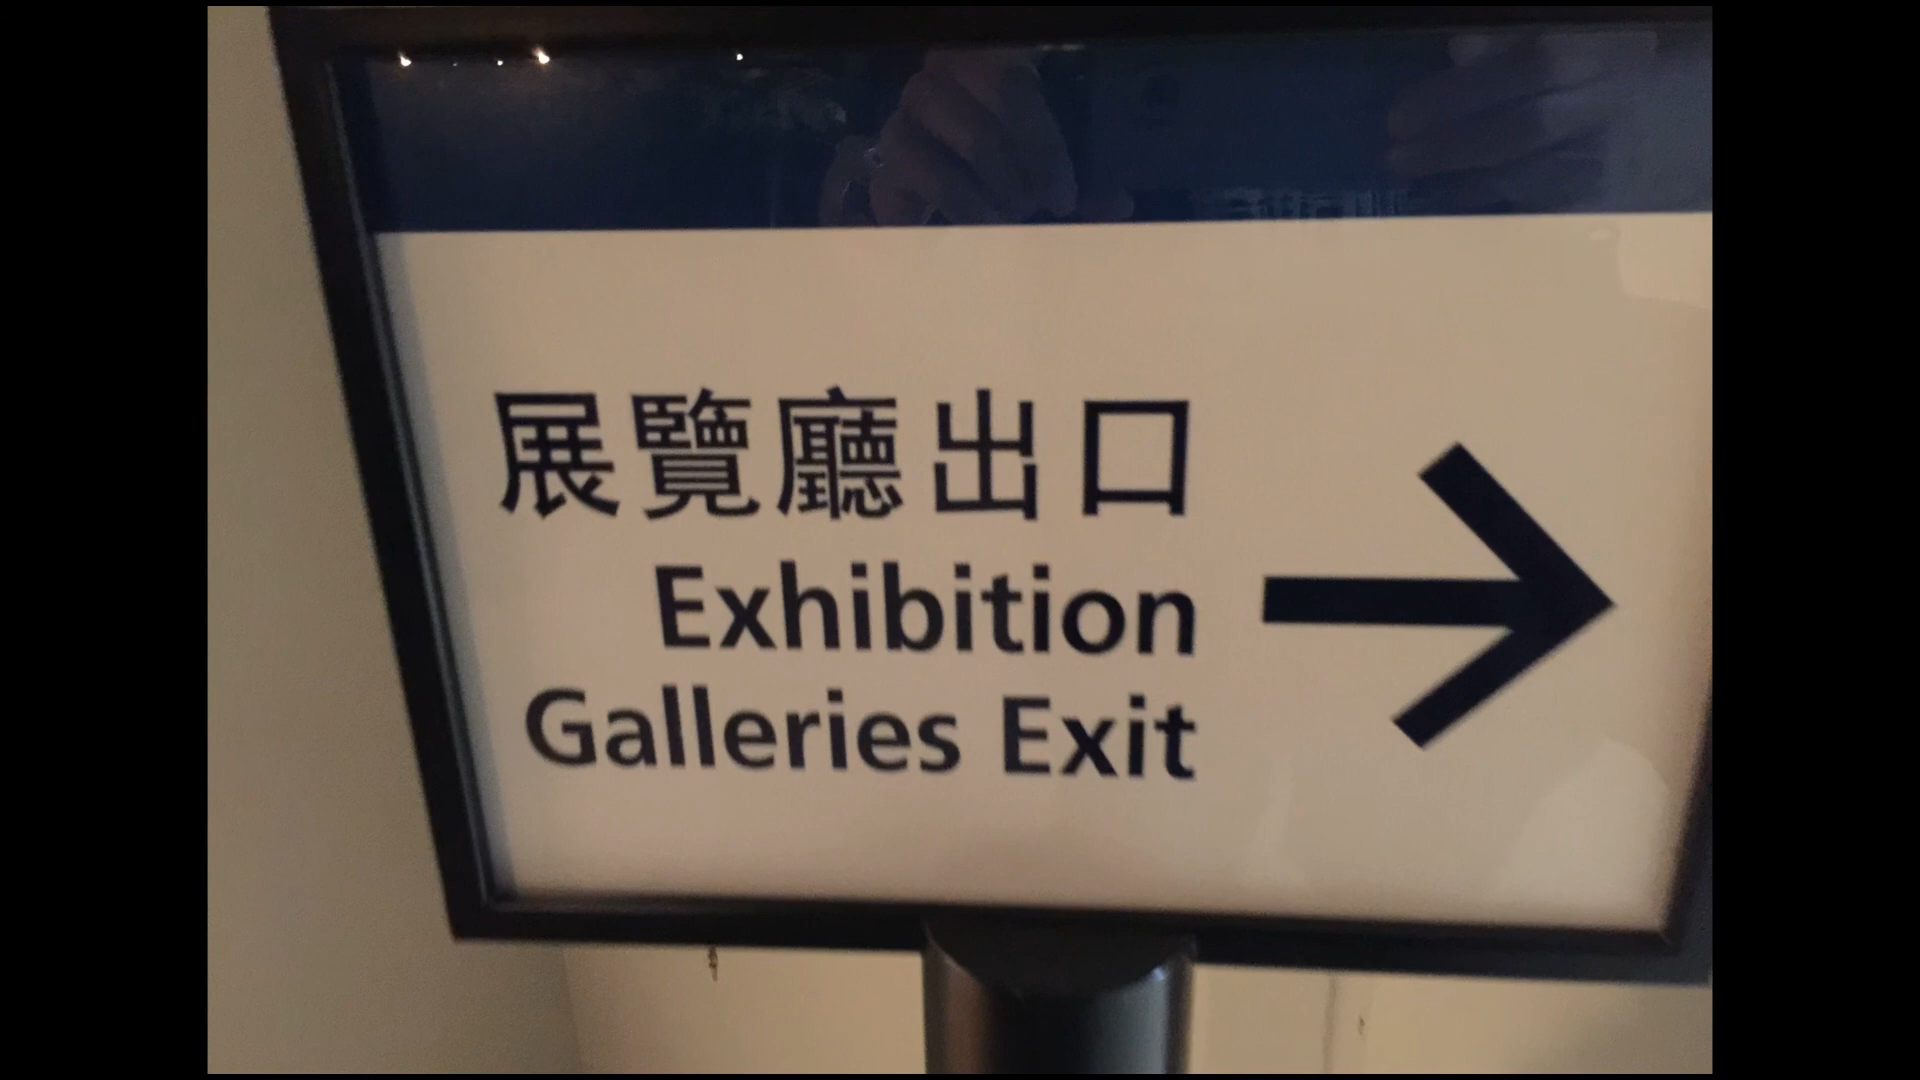 展覽廳出口
Exhibition
Galleries Exit